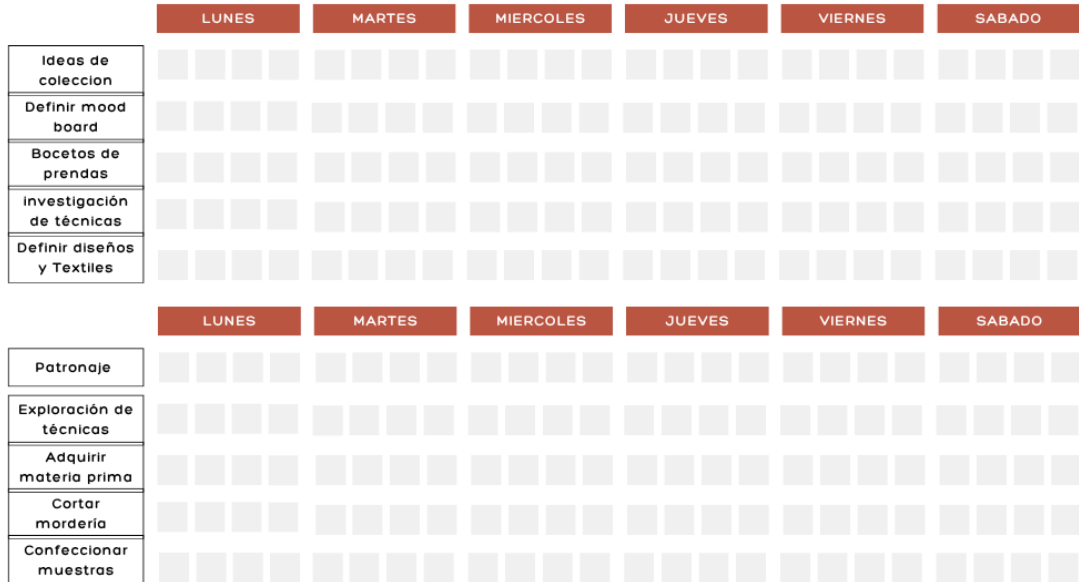 LUNES MARTES MIERCOLES JUEVES VIERNES SABADO
Ideas de
coleccion
Definir mood
board
Bocetos de
prendas
investigación
de técnicas
Definir diseños
y Textiles
LUNES MARTES MIERCOLES JUEVES VIERNES SABADO
Patronaje
Exploración de
técnicas
Adquirir
materia prima
Cortar
mordería
Confeccionar
muestras